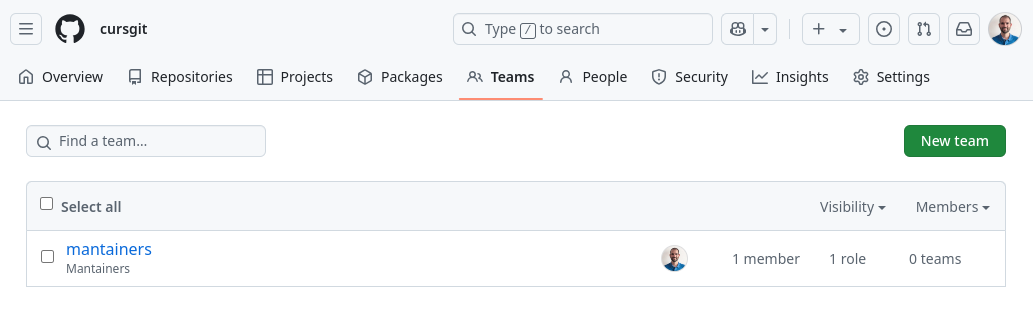 cursgit
Type / to search
Overview Repositories Projects Packages Teams People Security Insights Settings
Find a team...
New team
Select all Visibility Members
mantainers
Mantainers
1 member 1 role 0 teams